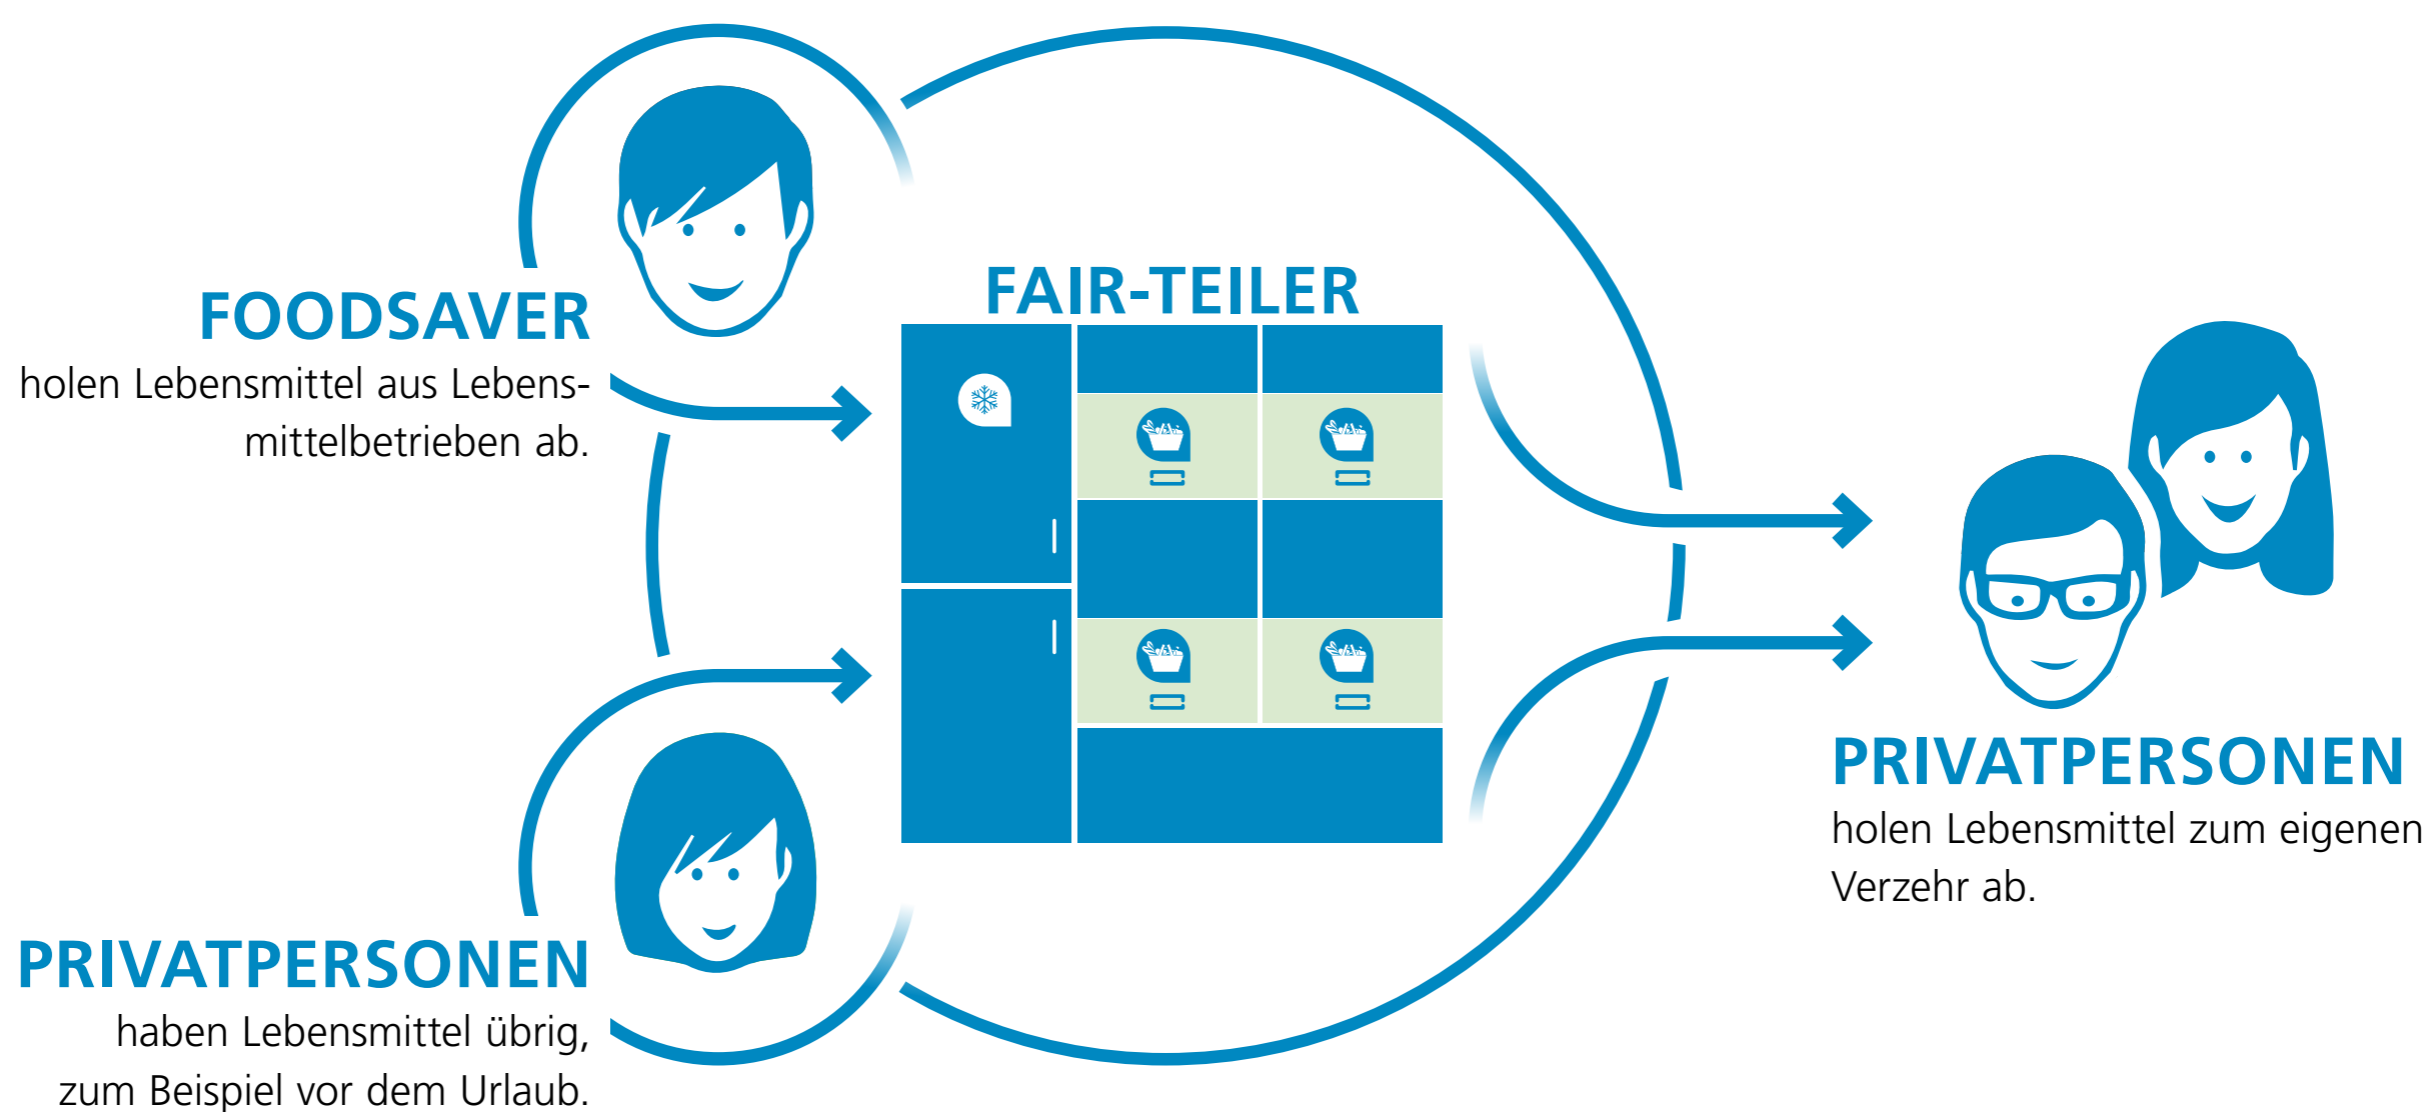 FOODSAVER
holen Lebensmittel aus Lebens-
mittelbetrieben ab.
FAIR-TEILER
PRIVATPERSONEN
haben Lebensmittel übrig,
zum Beispiel vor dem Urlaub.
PRIVATPERSONEN
holen Lebensmittel zum eigenen
Verzehr ab.